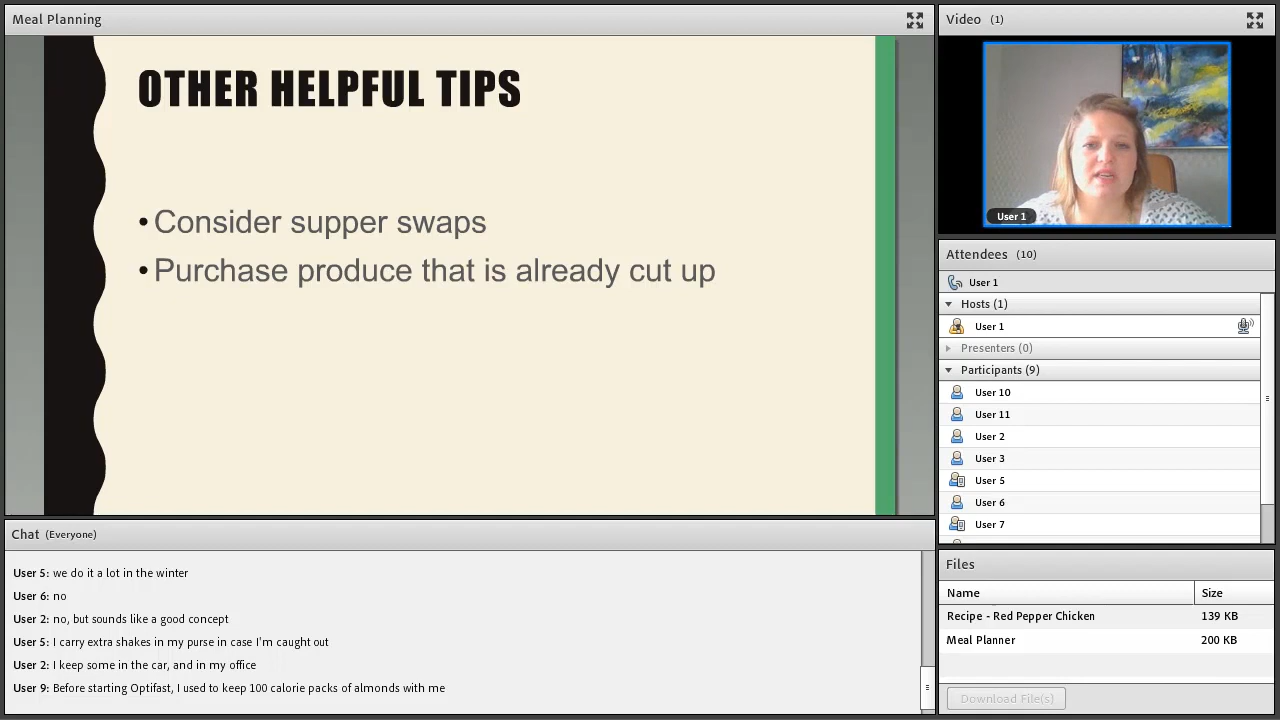 Meal Planning
OTHER HELPFUL TIPS
•Consider supper swaps
•Purchase produce that is already cut up
Chat (Everyone)
User 5: we do it a lot in the winter
User 6: no
User 2: no, but sounds like a good concept
User 5: I carry extra shakes in my purse in case I'm caught out
User 2: I keep some in the car, and in my office
User 9: Before starting Optifast, I used to keep 100 calorie packs of almonds with me
Video (1)
User 1
Attendees (10)
User 1
Hosts (1)
User 1
Presenters (0)
Participants (9)
User 10
User 11
User 2
User 3
User 5
User 6
User 7
Files
Name Size
Recipe - Red Pepper Chicken 139 KB
Meal Planner 200 KB
Download File(s)